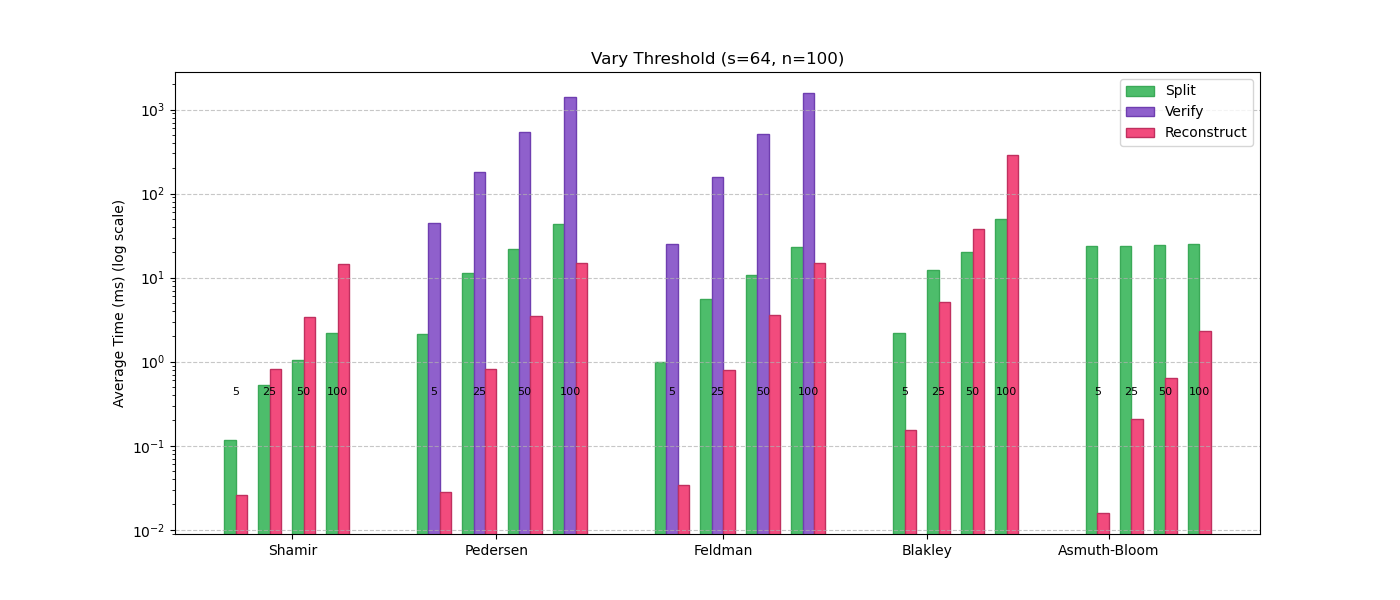 Vary Threshold (s=64, n=100)
Split
Verify
Reconstruct
Average Time (ms) (log scale)
10³
10²
10¹
10⁰
10⁻¹
10⁻²
5 25 50 100 5 25 50 100 5 25 50 100 5 25 50 100 5 25 50 100
Shamir Pedersen Feldman Blakley Asmuth-Bloom